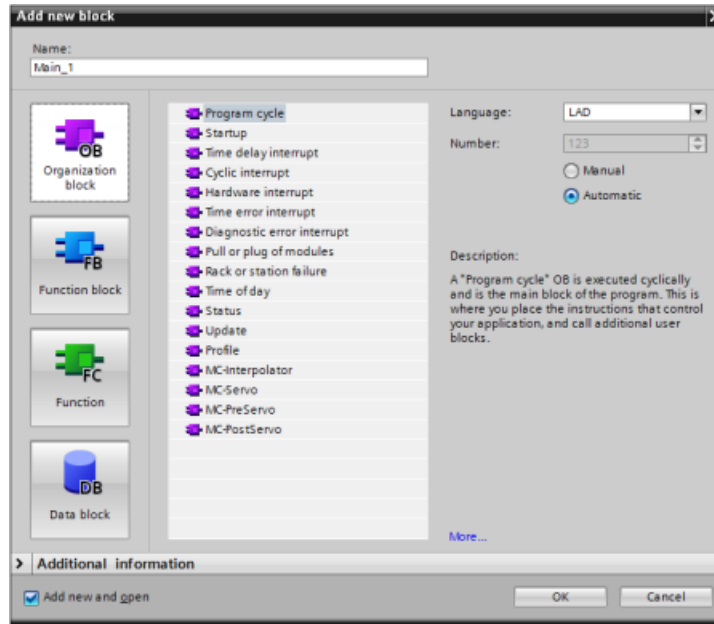 Add new block
Name:
Main_1
OB
Organization
block
FB
Function block
FC
Function
DB
Data block
Program cycle
Startup
Time delay interrupt
Cyclic interrupt
Hardware interrupt
Time error interrupt
Diagnostic error interrupt
Pull or plug of modules
Rack or station failure
Time of day
Status
Update
Profile
MC-Interpolator
MC-Servo
MC-PreServo
MC-PostServo
Language:
LAD
Number:
123
Manual
Automatic
Description:
A "Program cycle" OB is executed cyclically
and is the main block of the program. This is
where you place the instructions that control
your application, and call additional user
blocks.
More...
Additional information
Add new and open
OK
Cancel